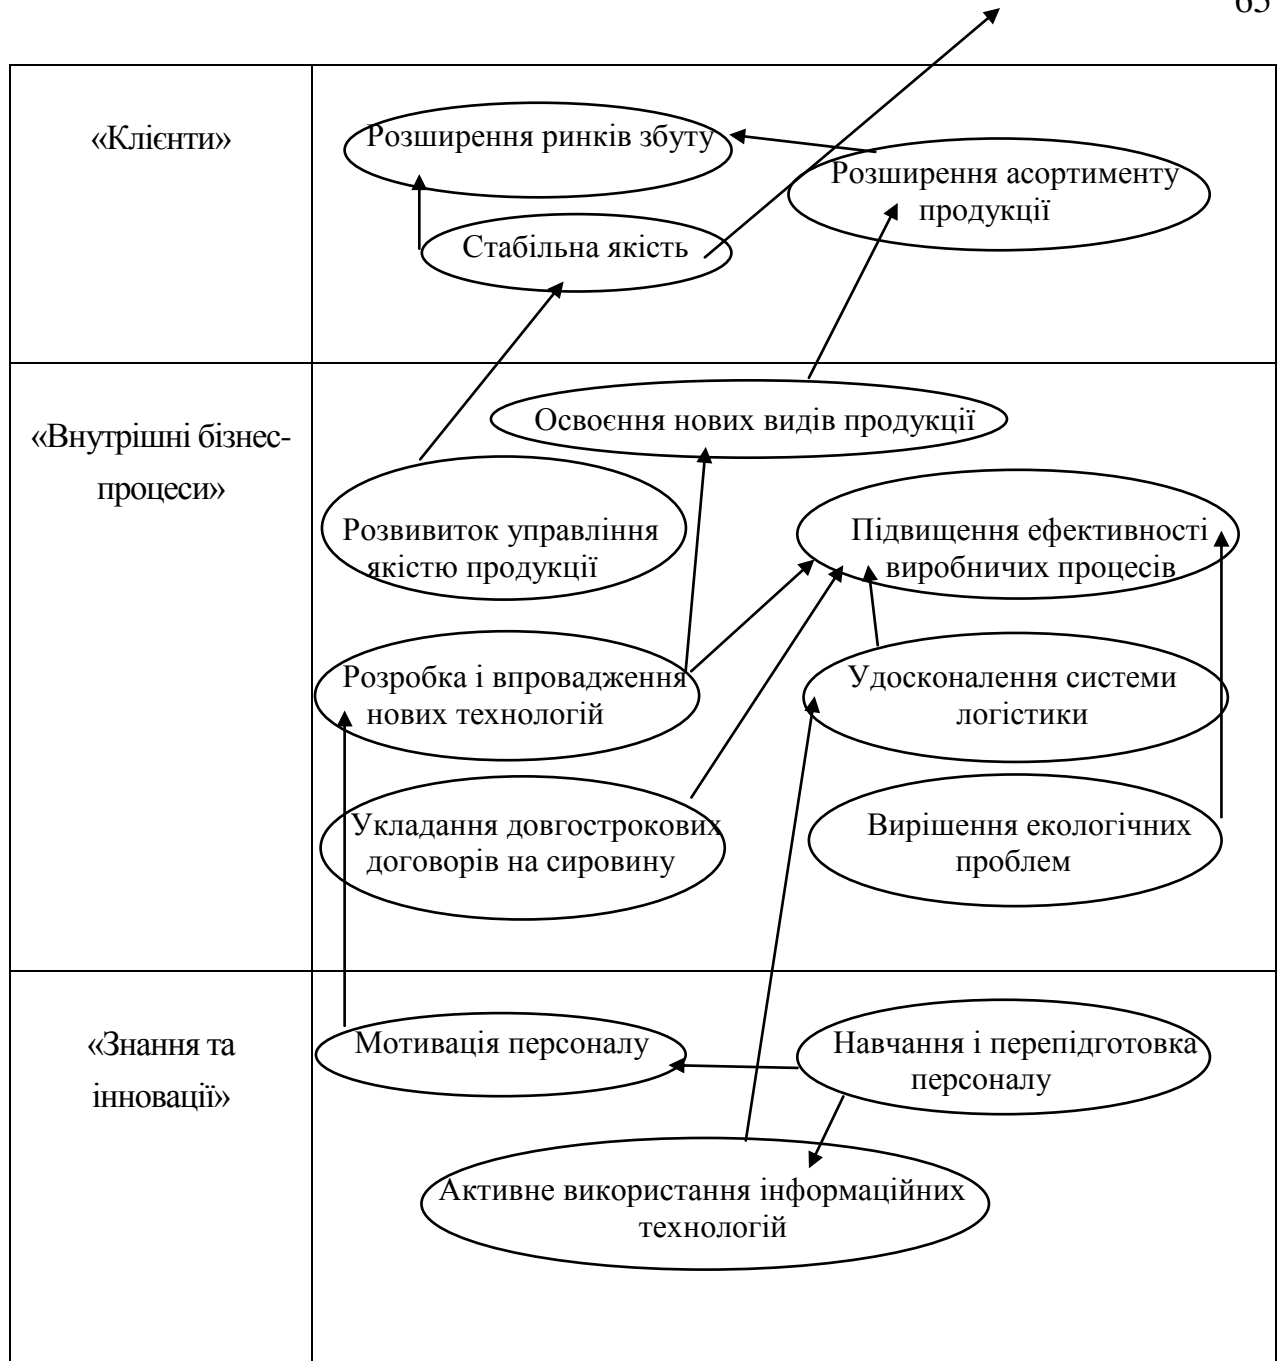 65
«Клієнти»
Розширення ринків збуту
Розширення асортименту
продукції
Стабільна якість
«Внутрішні бізнес-
процеси»
Освоєння нових видів продукції
Розвивиток управління
якістю продукції
Підвищення ефективності
виробничих процесів
Розробка і впровадження
нових технологій
Удосконалення системи
логістики
Укладання довгострокових
договорів на сировину
Вирішення екологічних
проблем
«Знання та
інновації»
Мотивація персоналу
Навчання і перепідготовка
персоналу
Активне використання інформаційних
технологій